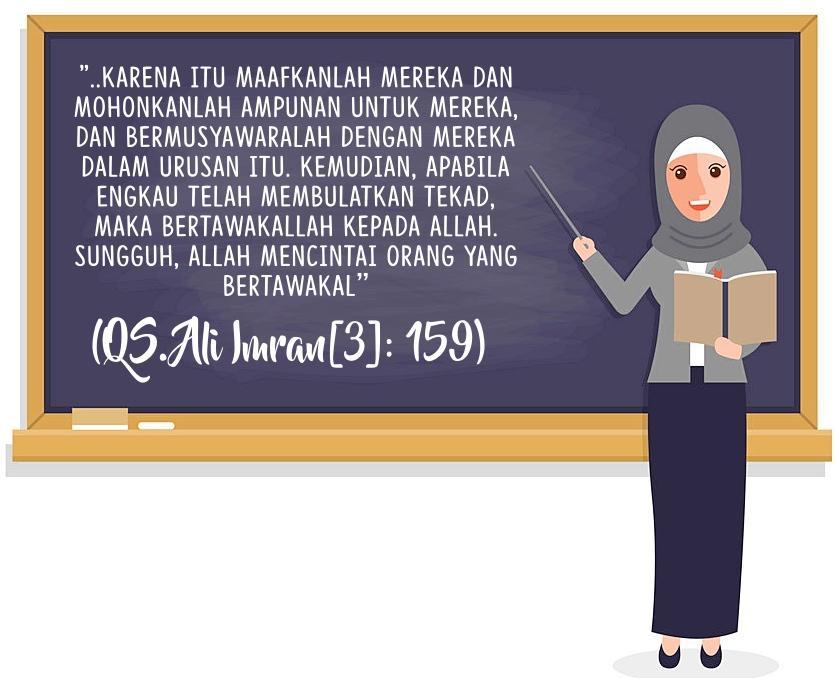 ”..KARENA ITU MAAFKANLAH MEREKA DAN
MOHONKANLAH AMPUNAN UNTUK MEREKA,
DAN BERMUSYAWARALAH DENGAN MEREKA
DALAM URUSAN ITU. KEMUDIAN, APABILA
ENGKAU TELAH MEMBULATKAN TEKAD,
MAKA BERTAWAKALLAH KEPADA ALLAH.
SUNGGUH, ALLAH MENCINTAI ORANG YANG
BERTAWAKAL”
(QS.Ali Imran[3]: 159)